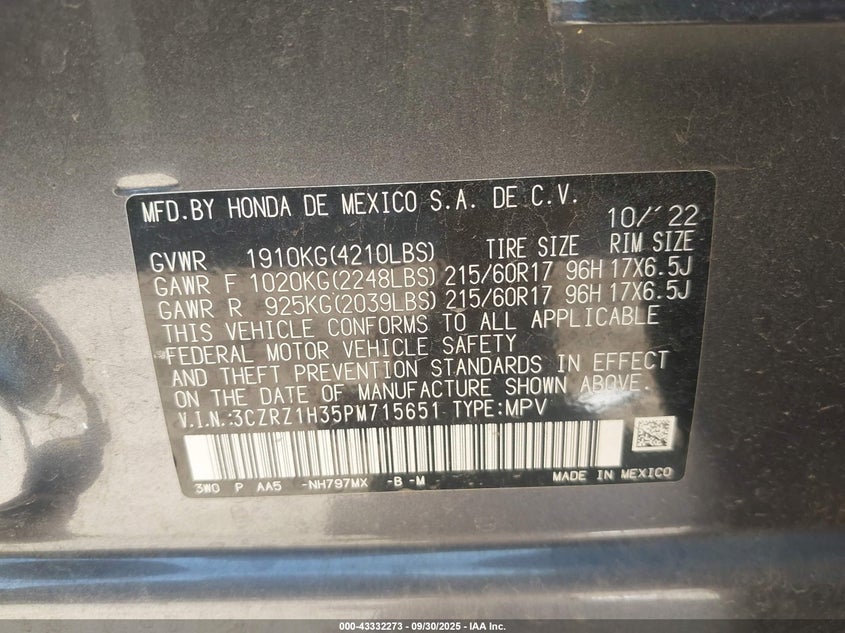 MFD.BY HONDA DE MEXICO S.A. DE C.V. 10/'22
GVWR 1910KG(4210LBS) TIRE SIZE RIM SIZE
GAWR F 1020KG(2248LBS) 215/60R17 96H 17X6.5J
GAWR R 925KG(2039LBS) 215/60R17 96H 17X6.5J
THIS VEHICLE CONFORMS TO ALL APPLICABLE
FEDERAL MOTOR VEHICLE SAFETY
AND THEFT PREVENTION STANDARDS IN EFFECT
ON THE DATE OF MANUFACTURE SHOWN ABOVE.
V.I.N.:3CZRZ1H35PM715651 TYPE:MPV
3W0 P AA5 -NH797MX -B -M MADE IN MEXICO
000-43332273 - 09/30/2025 - IAA Inc.